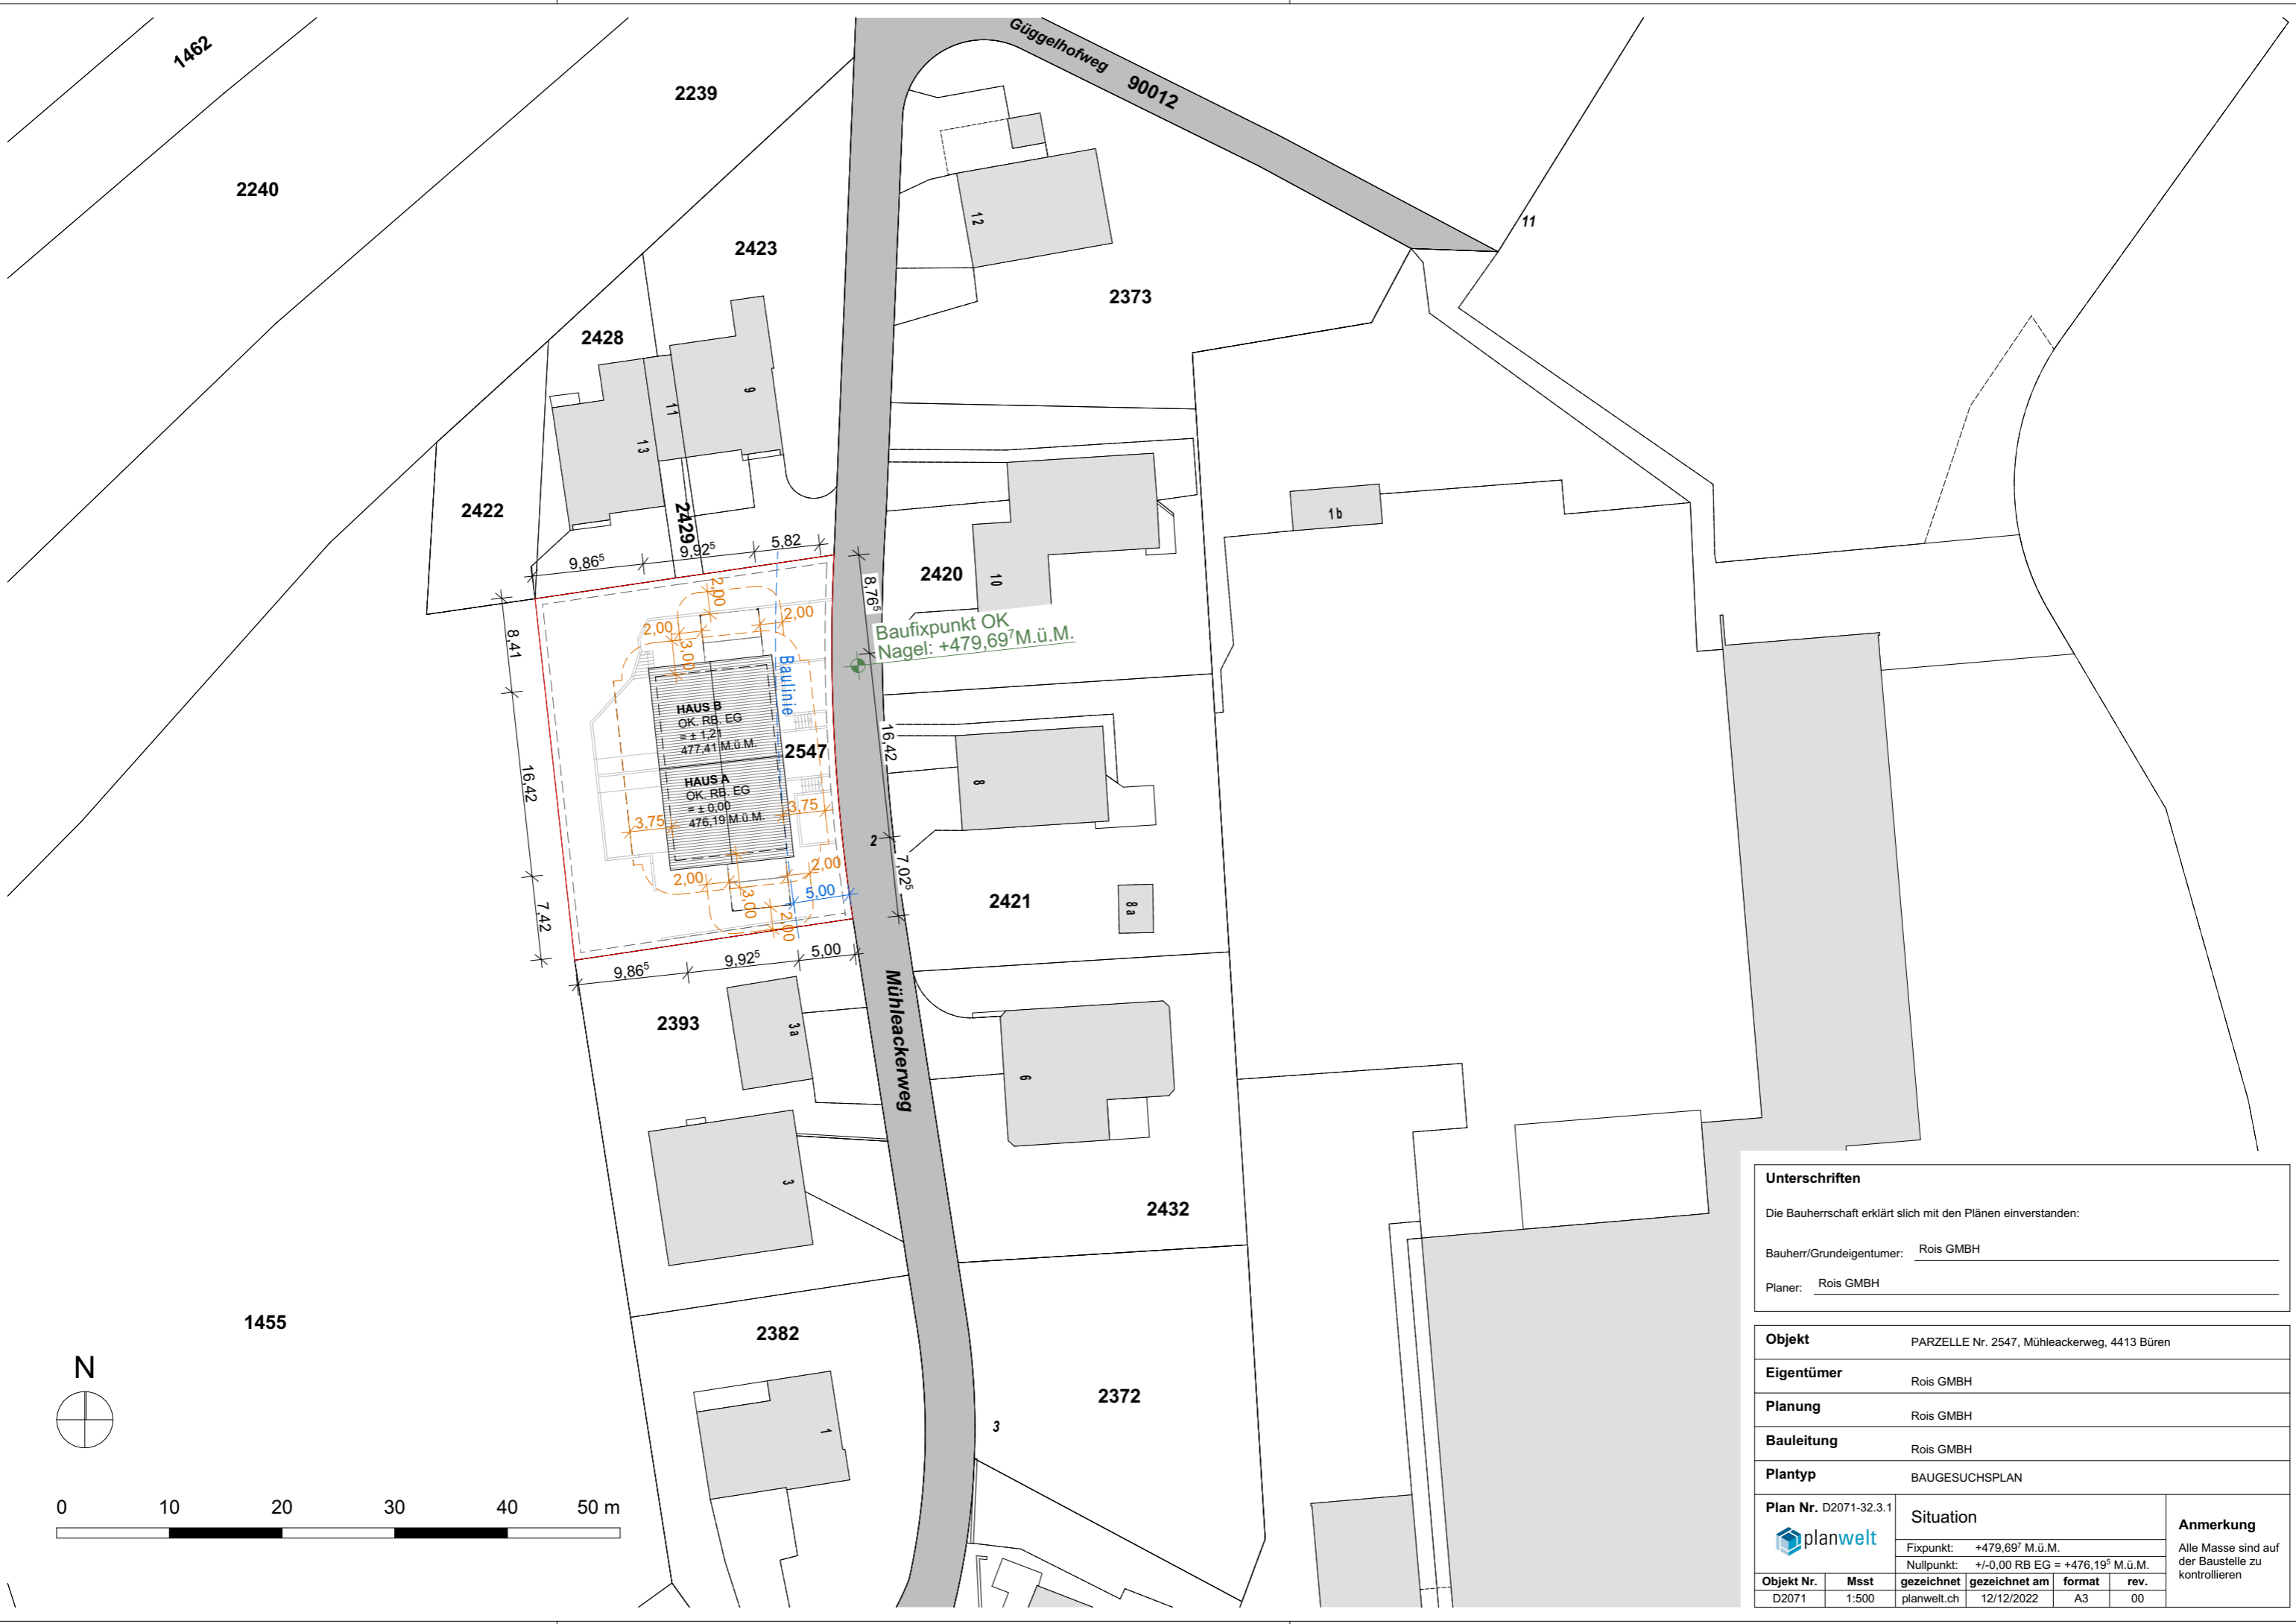 1462
2239
Güggelhofweg
90012
2240
12
11
2423
2373
2428
9
11
13
2422
2429
1b
9,86⁵
9,92⁵
5,82
2420
10
8,76⁵
2,00
2,00
2,00
3,00
8,41
Baufixpunkt OK
Nagel: +479,69⁷M.ü.M.
Baulinie
HAUS B
OK. RB. EG
= ± 1,21
477,41 M.ü.M.
2547
16,42
8
16,42
HAUS A
OK. RB. EG
= ± 0,00
476,19 M.ü.M.
3,75
3,75
2
7,02⁵
2,00
2,00
3,00
5,00
2,00
7,42
2421
8a
9,86⁵
9,92⁵
5,00
2393
3a
Mühleackerweg
6
3
2432
1455
2382
2372
1
3
N
0 10 20 30 40 50 m
Unterschriften
Die Bauherrschaft erklärt slich mit den Plänen einverstanden:
Bauherr/Grundeigentumer: Rois GMBH
Planer: Rois GMBH
Objekt PARZELLE Nr. 2547, Mühleackerweg, 4413 Büren
Eigentümer Rois GMBH
Planung Rois GMBH
Bauleitung Rois GMBH
Plantyp BAUGESUCHSPLAN
Plan Nr. D2071-32.3.1
planwelt
Situation
Fixpunkt: +479,69⁷ M.ü.M.
Nullpunkt: +/-0,00 RB EG = +476,19⁵ M.ü.M.
Anmerkung
Alle Masse sind auf
der Baustelle zu
kontrollieren
Objekt Nr. Msst gezeichnet gezeichnet am format rev.
D2071 1:500 planwelt.ch 12/12/2022 A3 00